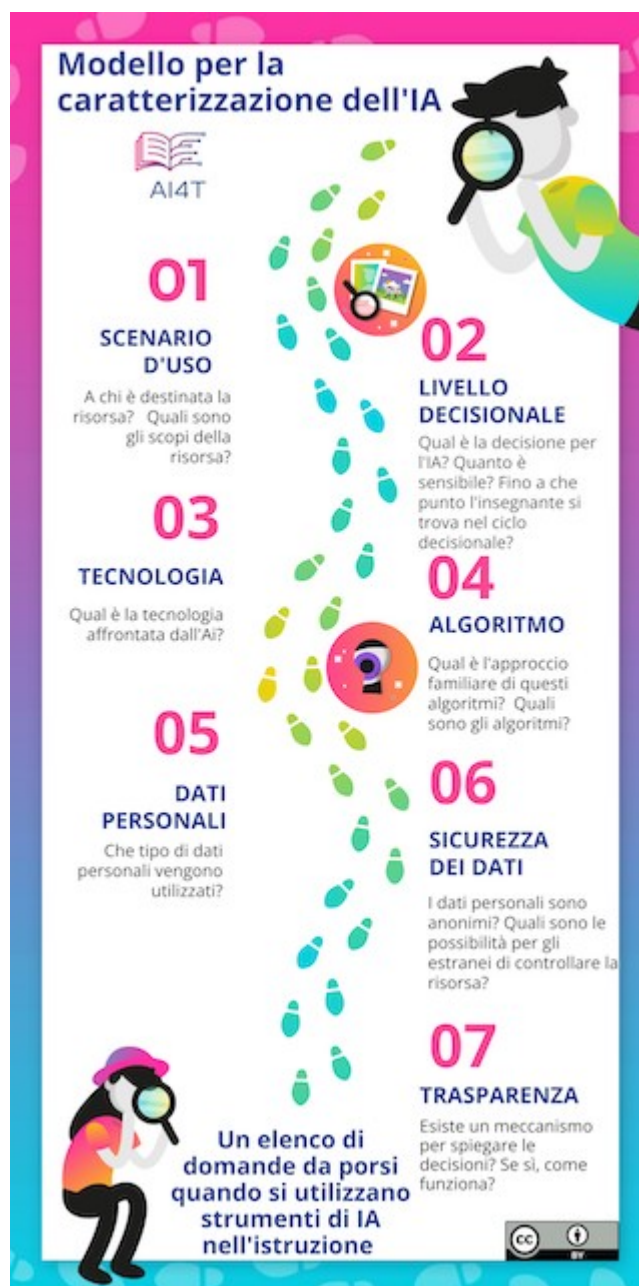 Modello per la
caratterizzazione dell'IA
AI4T
01
SCENARIO
D'USO
A chi è destinata la
risorsa? Quali sono
gli scopi della
risorsa?
02
LIVELLO
DECISIONALE
Qual è la decisione per
l'IA? Quanto è
sensibile? Fino a che
punto l'insegnante si
trova nel ciclo
decisionale?
03
TECNOLOGIA
Qual è la tecnologia
affrontata dall'Ai?
04
ALGORITMO
Qual è l'approccio
familiare di questi
algoritmi? Quali
sono gli algoritmi?
05
DATI
PERSONALI
Che tipo di dati
personali vengono
utilizzati?
06
SICUREZZA
DEI DATI
I dati personali sono
anonimi? Quali sono le
possibilità per gli
estranei di controllare la
risorsa?
07
TRASPARENZA
Esiste un meccanismo
per spiegare le
decisioni? Se sì, come
funziona?
Un elenco di
domande da porsi
quando si utilizzano
strumenti di IA
nell'istruzione
cc
BY